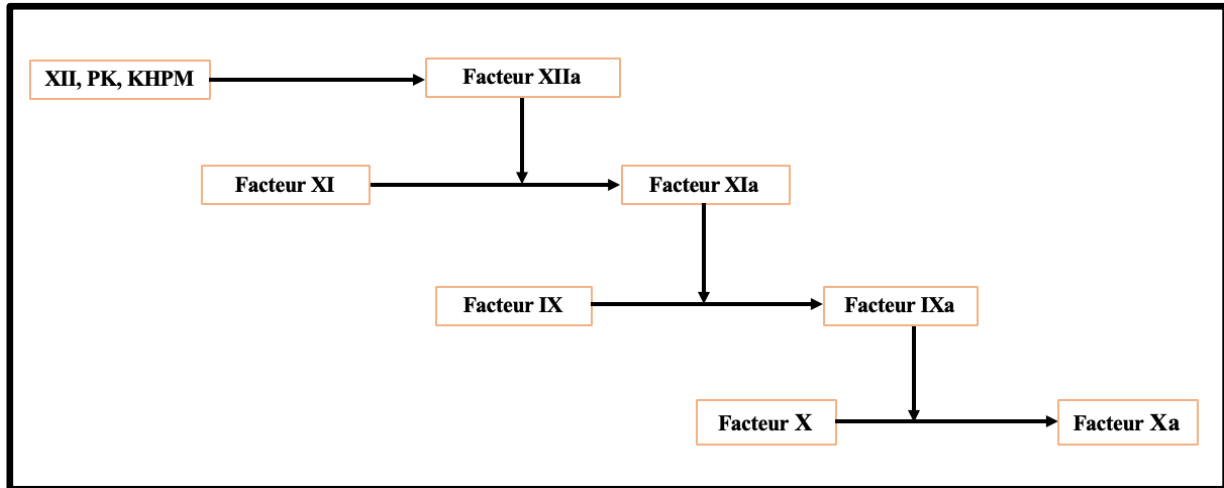 XII, PK, KHPM
Facteur XIIa
Facteur XI
Facteur XIa
Facteur IX
Facteur IXa
Facteur X
Facteur Xa